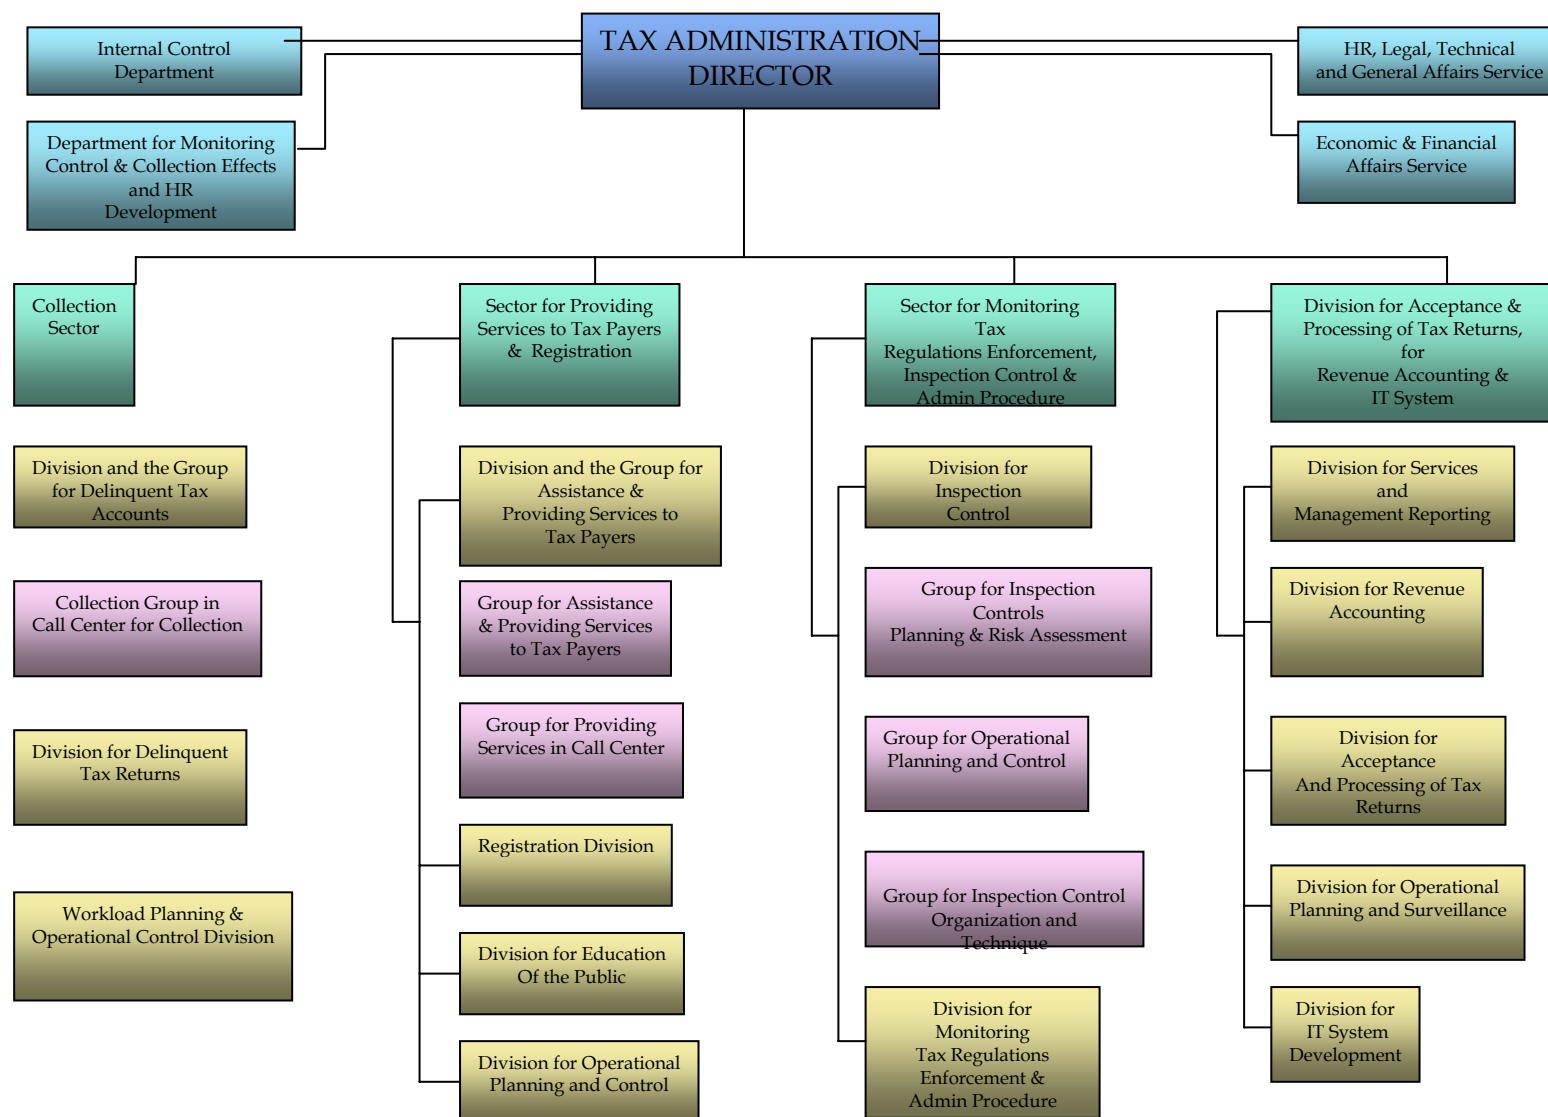 TAX ADMINISTRATION
DIRECTOR
Internal Control
Department
HR, Legal, Technical
and General Affairs Service
Department for Monitoring
Control & Collection Effects
and HR
Development
Economic & Financial
Affairs Service
Collection
Sector
Sector for Providing
Services to Tax Payers
& Registration
Sector for Monitoring
Tax
Regulations Enforcement,
Inspection Control &
Admin Procedure
Division for Acceptance &
Processing of Tax Returns,
for
Revenue Accounting &
IT System
Division and the Group
for Delinquent Tax
Accounts
Collection Group in
Call Center for Collection
Division for Delinquent
Tax Returns
Workload Planning &
Operational Control Division
Division and the Group for
Assistance &
Providing Services to
Tax Payers
Group for Assistance
& Providing Services
to Tax Payers
Group for Providing
Services in Call Center
Registration Division
Division for Education
Of the Public
Division for Operational
Planning and Control
Division for
Inspection
Control
Group for Inspection
Controls
Planning & Risk Assessment
Group for Operational
Planning and Control
Group for Inspection Control
Organization and
Technique
Division for
Monitoring
Tax Regulations
Enforcement &
Admin Procedure
Division for Services
and
Management Reporting
Division for Revenue
Accounting
Division for
Acceptance
And Processing of Tax
Returns
Division for Operational
Planning and Surveillance
Division for
IT System
Development